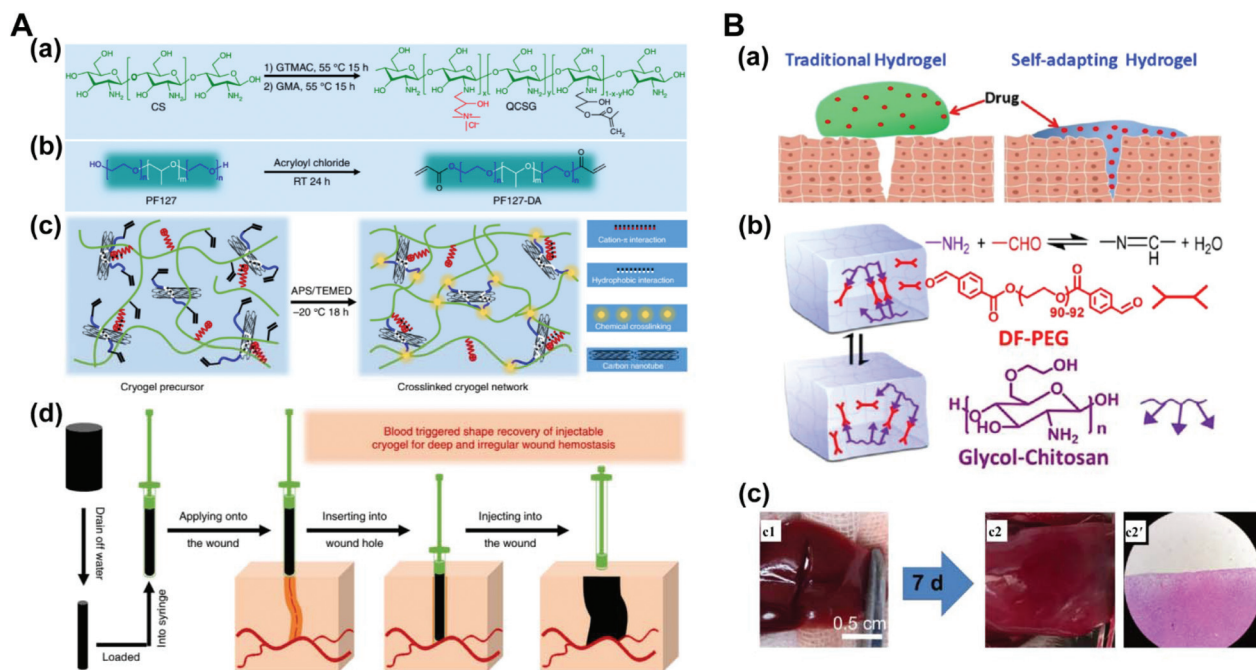 A
(a)
CS
1) GTMAC, 55 °C 15 h
2) GMA, 55 °C 15 h
QCSG
(b)
PF127
Acryloyl chloride
RT 24 h
PF127-DA
(c)
Cryogel precursor
APS/TEMED
–20 °C 18 h
Crosslinked cryogel network
Cation-π interaction
Hydrophobic interaction
Chemical crosslinking
Carbon nanotube
(d)
Blood triggered shape recovery of injectable
cryogel for deep and irregular wound hemostasis
Drain off water
Loaded
Into syringe
Applying onto
the wound
Inserting into
wound hole
Injecting into
the wound
B
(a)
Traditional Hydrogel
Self-adapting Hydrogel
Drug
(b)
—NH2 + —CHO ⇌ —N=C— + H2O
H
90-92
DF-PEG
Glycol-Chitosan
(c)
c1
0.5 cm
7 d
c2
c2'